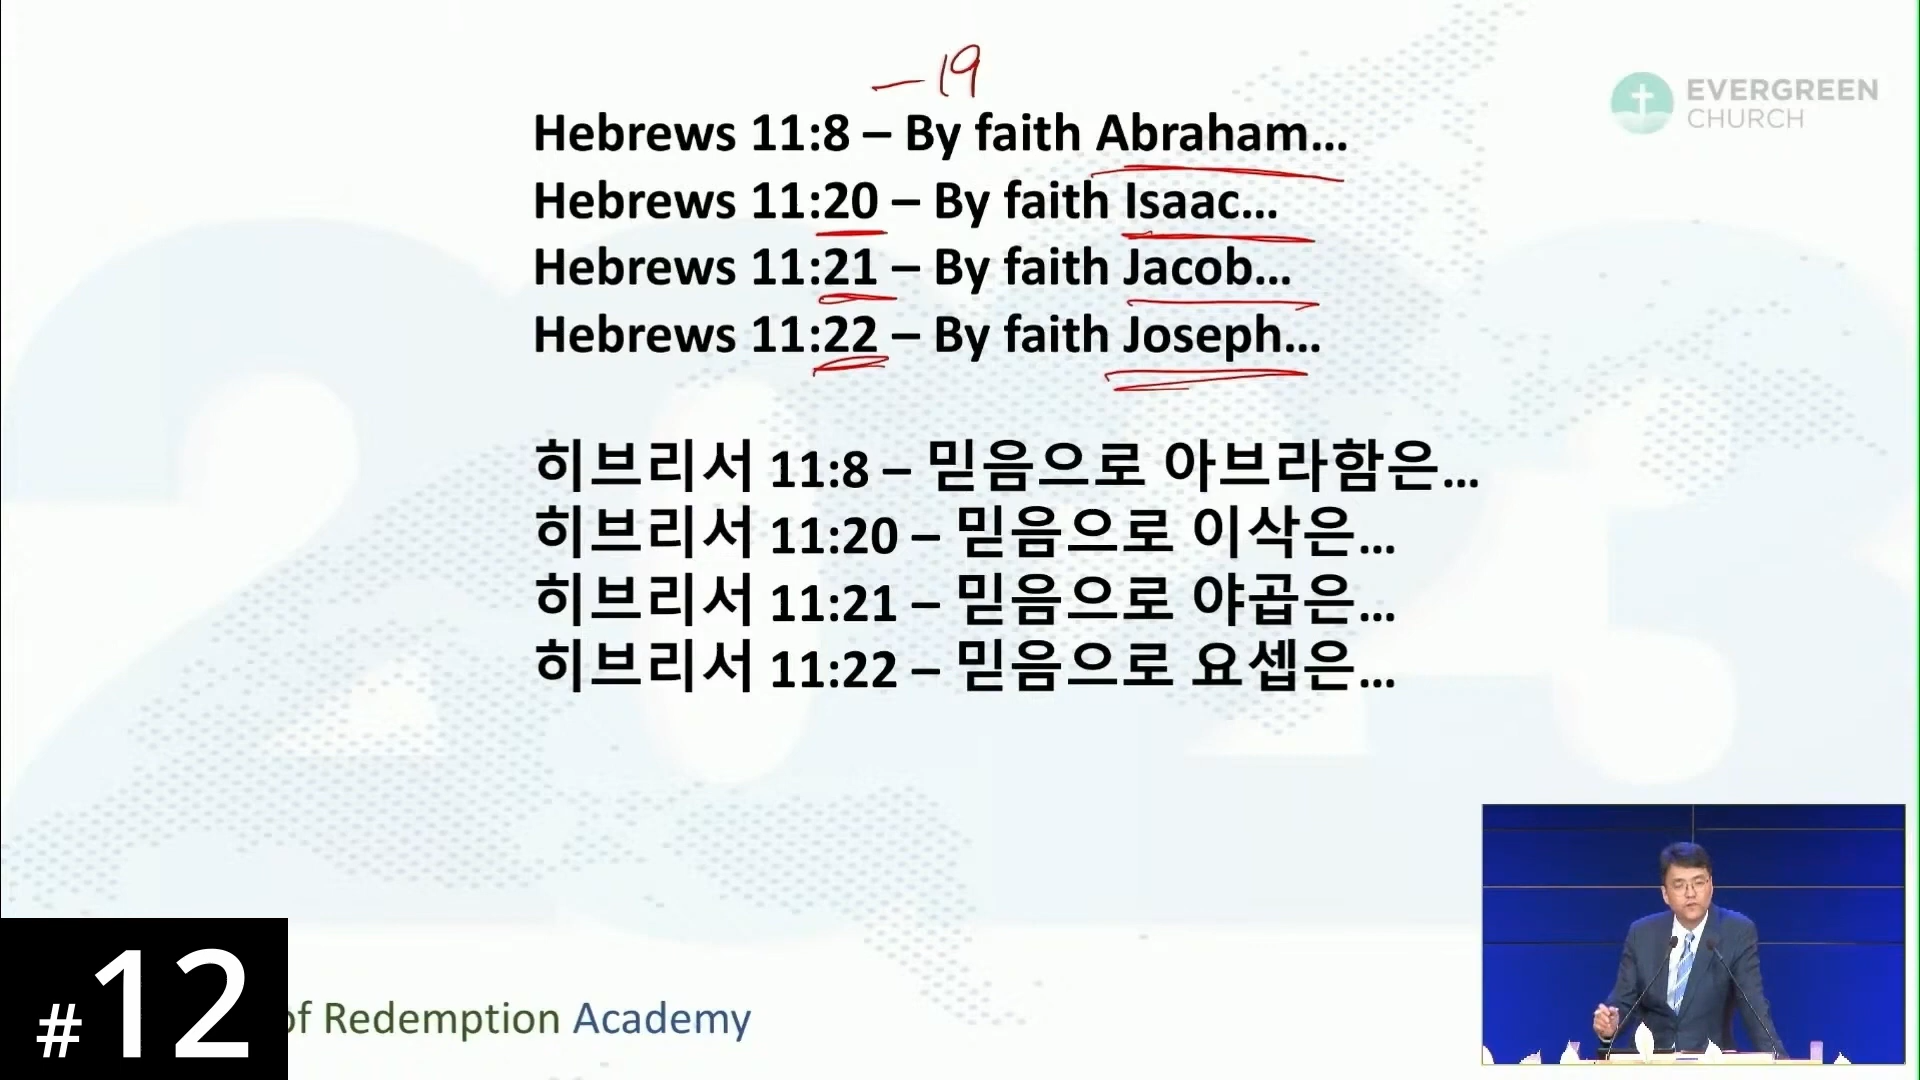 –19
Hebrews 11:8 – By faith Abraham...
Hebrews 11:20 – By faith Isaac...
Hebrews 11:21 – By faith Jacob...
Hebrews 11:22 – By faith Joseph...
히브리서 11:8 – 믿음으로 아브라함은...
히브리서 11:20 – 믿음으로 이삭은...
히브리서 11:21 – 믿음으로 야곱은...
히브리서 11:22 – 믿음으로 요셉은...
EVERGREEN
CHURCH
#12
of Redemption Academy
2023